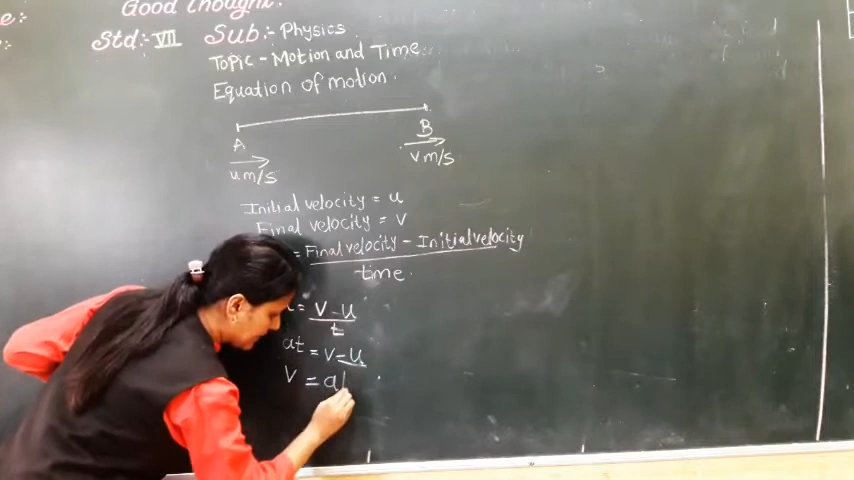 Good thought:
e:
Std:- VII Sub:- Physics
Topic - Motion and Time
Equation of motion.
A B
u m/s v m/s
Initial velocity = u
Final velocity = v
= Final velocity - Initial velocity
time.
= v - u
t
at = v - u
v = at